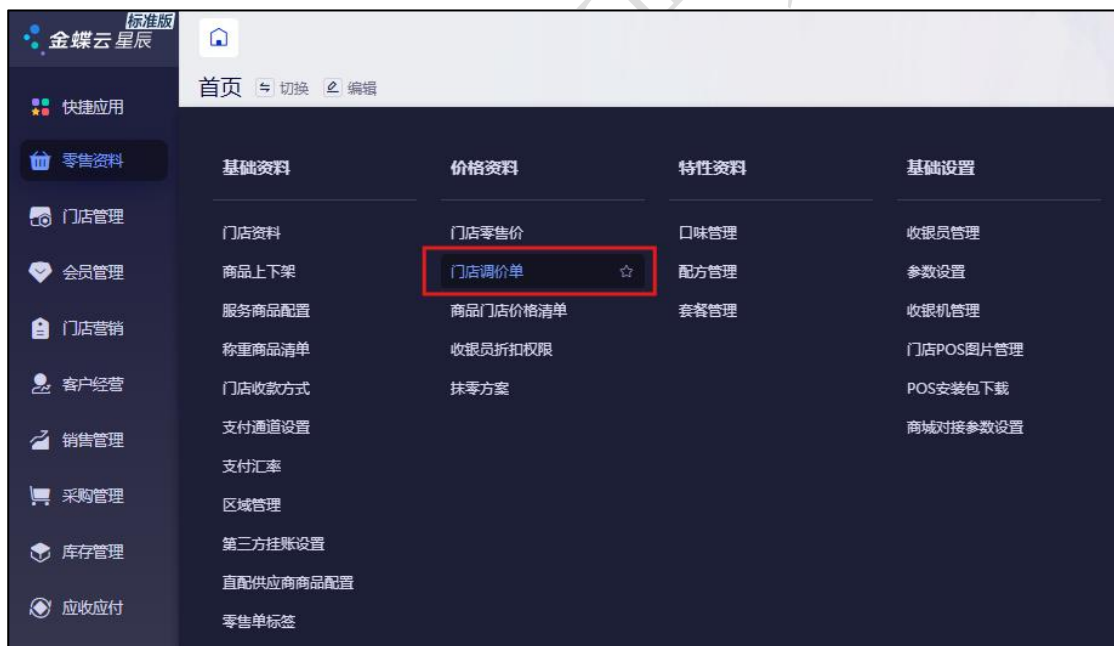 标准版
金蝶云星辰
首页 切换 编辑
快捷应用
零售资料
门店管理
会员管理
门店营销
客户经营
销售管理
采购管理
库存管理
应收应付
基础资料
门店资料
商品上下架
服务商品配置
称重商品清单
门店收款方式
支付通道设置
支付汇率
区域管理
第三方挂账设置
直配供应商商品配置
零售单标签
价格资料
门店零售价
门店调价单
商品门店价格清单
收银员折扣权限
抹零方案
特性资料
口味管理
配方管理
套餐管理
基础设置
收银员管理
参数设置
收银机管理
门店POS图片管理
POS安装包下载
商城对接参数设置